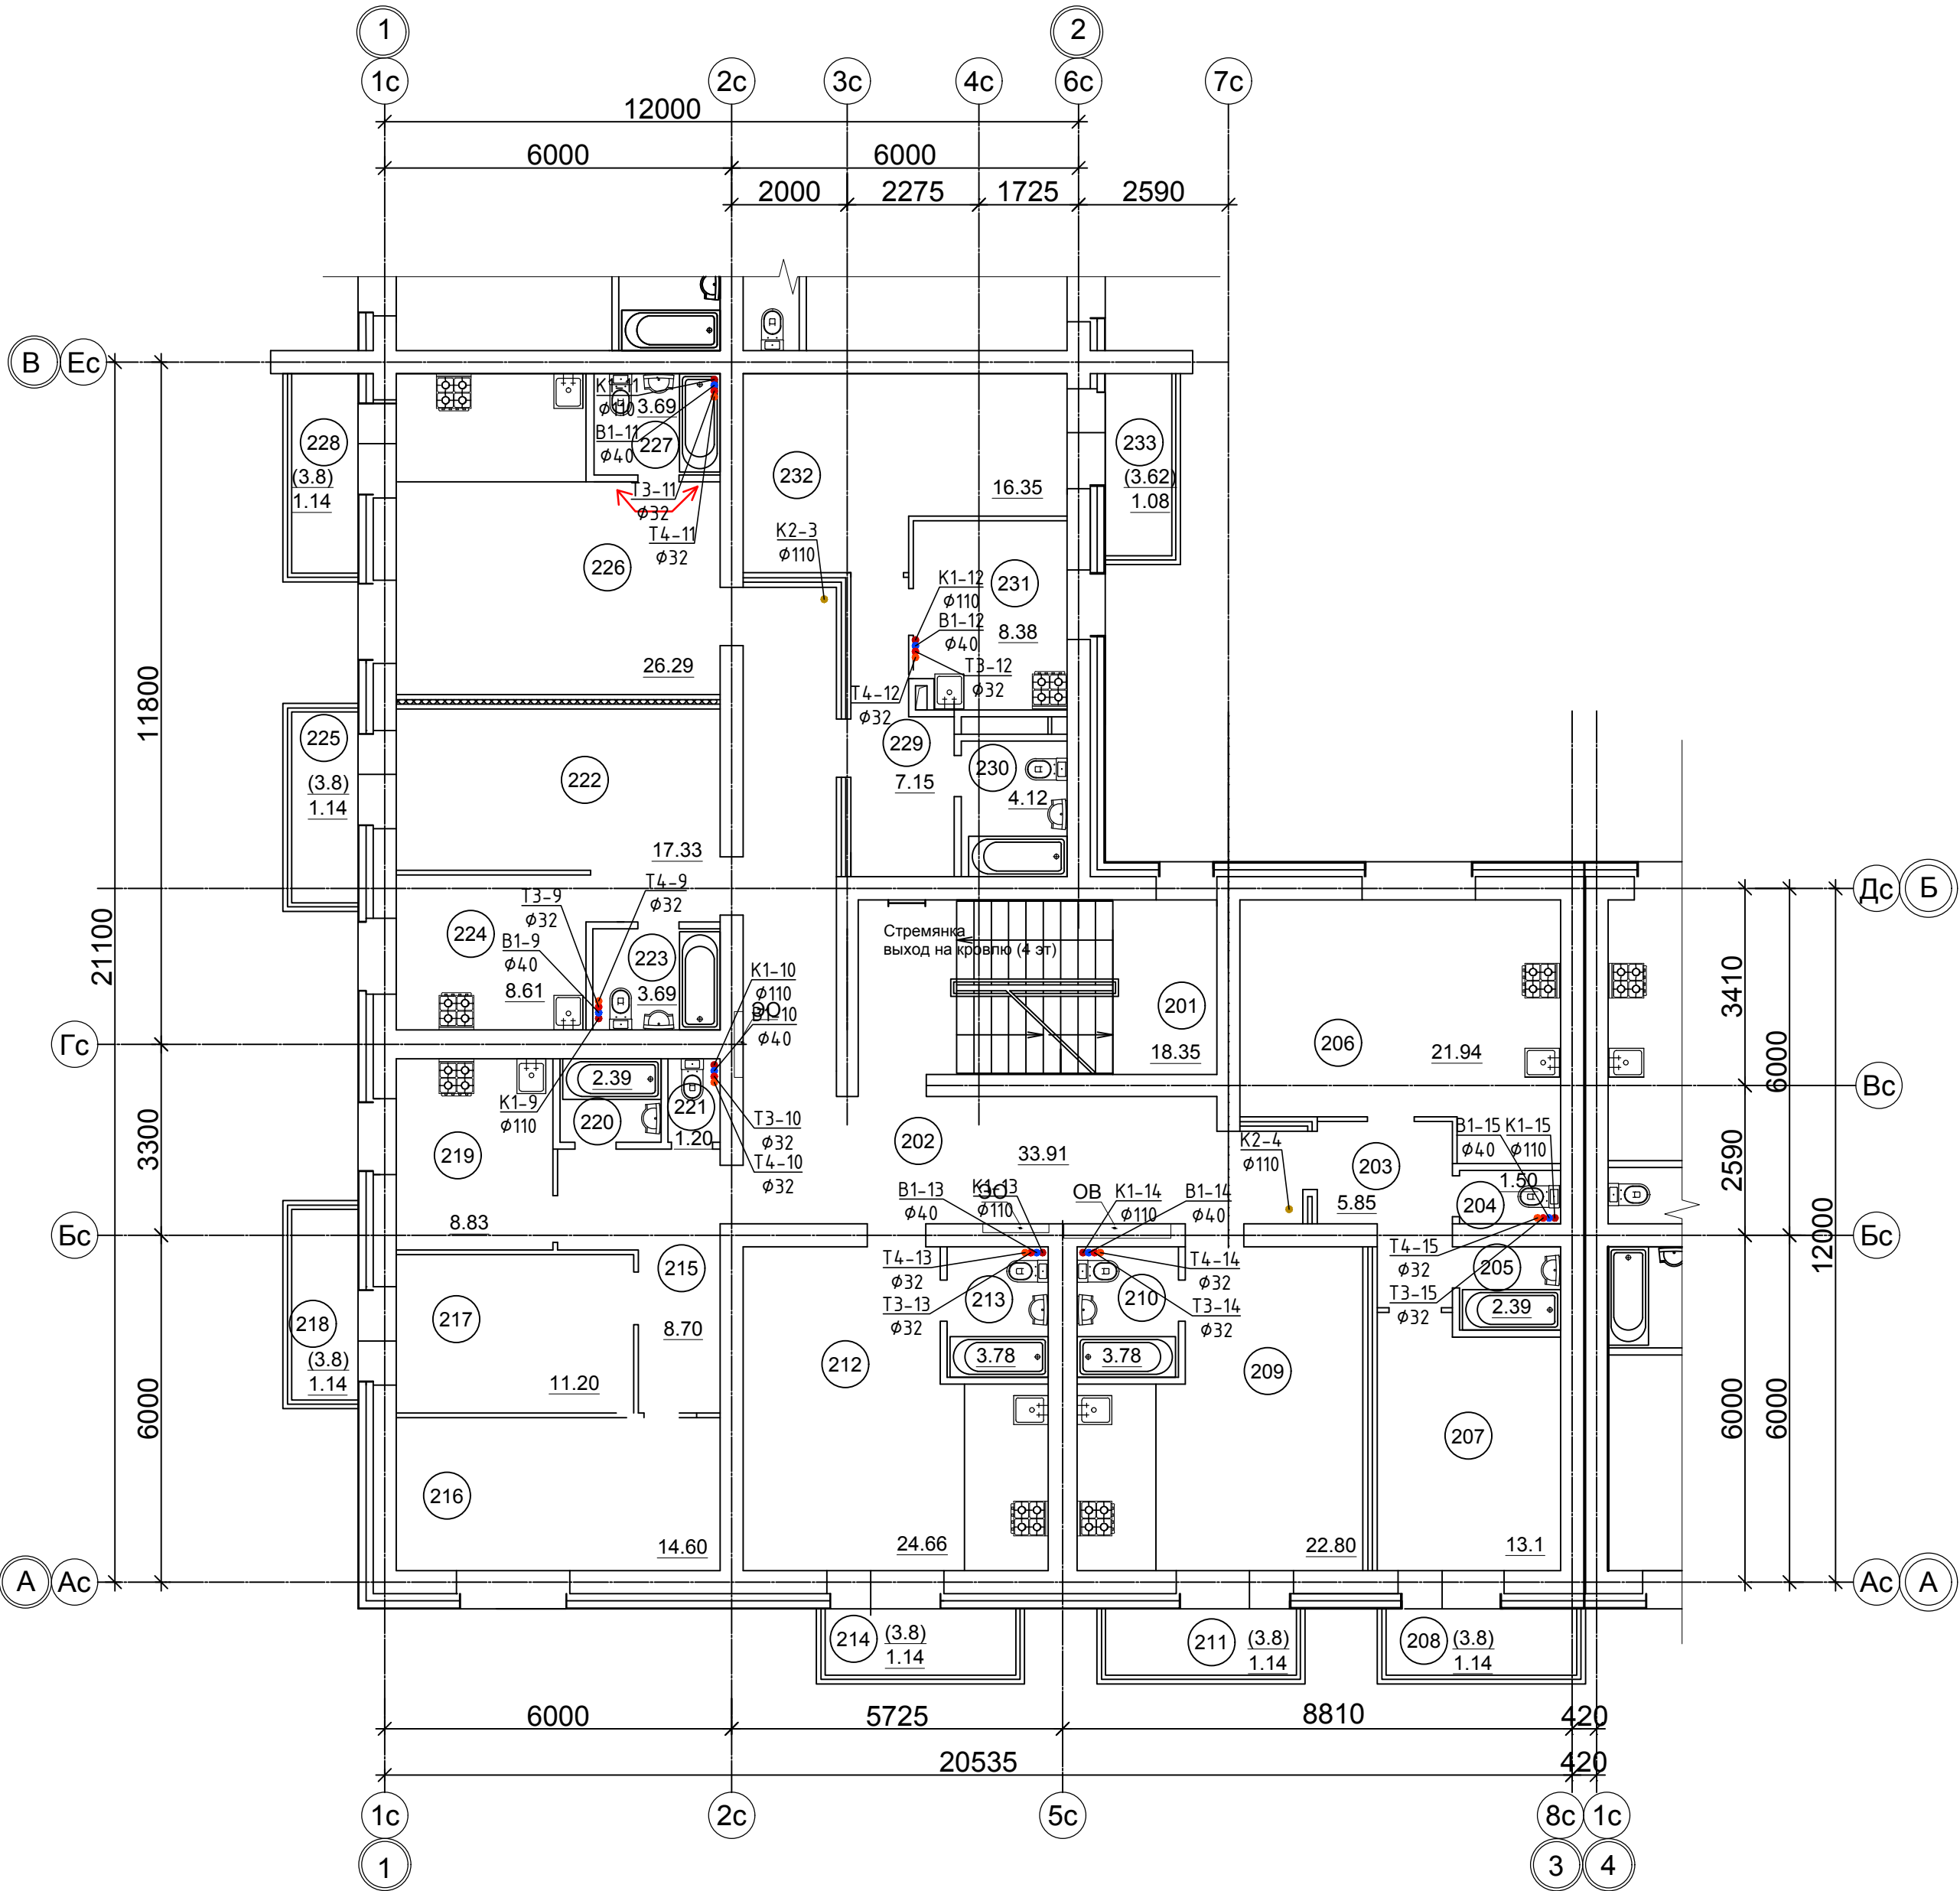 1
2
1с
2с
3с
4с
6с
7с
12000
6000
6000
2000
2275
1725
2590
В
Ес
К1-11
ф110
3.69
В1-11
ф40
227
228
(3.8)
1.14
232
233
(3.62)
1.08
Т3-11
ф32
Т4-11
ф32
16.35
К2-3
ф110
226
231
К1-12
ф110
В1-12
ф40
8.38
26.29
Т3-12
ф32
Т4-12
ф32
11800
225
(3.8)
1.14
222
229
7.15
230
4.12
17.33
Т3-9
ф32
Т4-9
ф32
Дс
Б
21100
224
В1-9
ф40
8.61
223
3.69
К1-10
ф110
ЭО
В1-10
ф40
Стремянка
выход на кровлю (4 эт)
201
18.35
206
21.94
3410
6000
Гс
Вс
2.39
К1-9
ф110
220
221
1.20
Т3-10
ф32
Т4-10
ф32
3300
219
8.83
202
33.91
К2-4
ф110
203
5.85
В1-15
ф40
К1-15
ф110
1.50
204
2590
12000
В1-13
ф40
К1-13
ЭО
ф110
ОВ
К1-14
ф110
В1-14
ф40
Бс
Бс
215
Т4-13
ф32
Т3-13
ф32
213
210
Т4-14
ф32
Т3-14
ф32
Т4-15
ф32
Т3-15
ф32
205
2.39
218
(3.8)
1.14
217
8.70
11.20
212
3.78
3.78
209
6000
6000
6000
207
216
14.60
24.66
22.80
13.1
А
Ас
Ас
А
214
(3.8)
1.14
211
(3.8)
1.14
208
(3.8)
1.14
6000
5725
8810
420
20535
420
1с
2с
5с
8с
1с
1
3
4